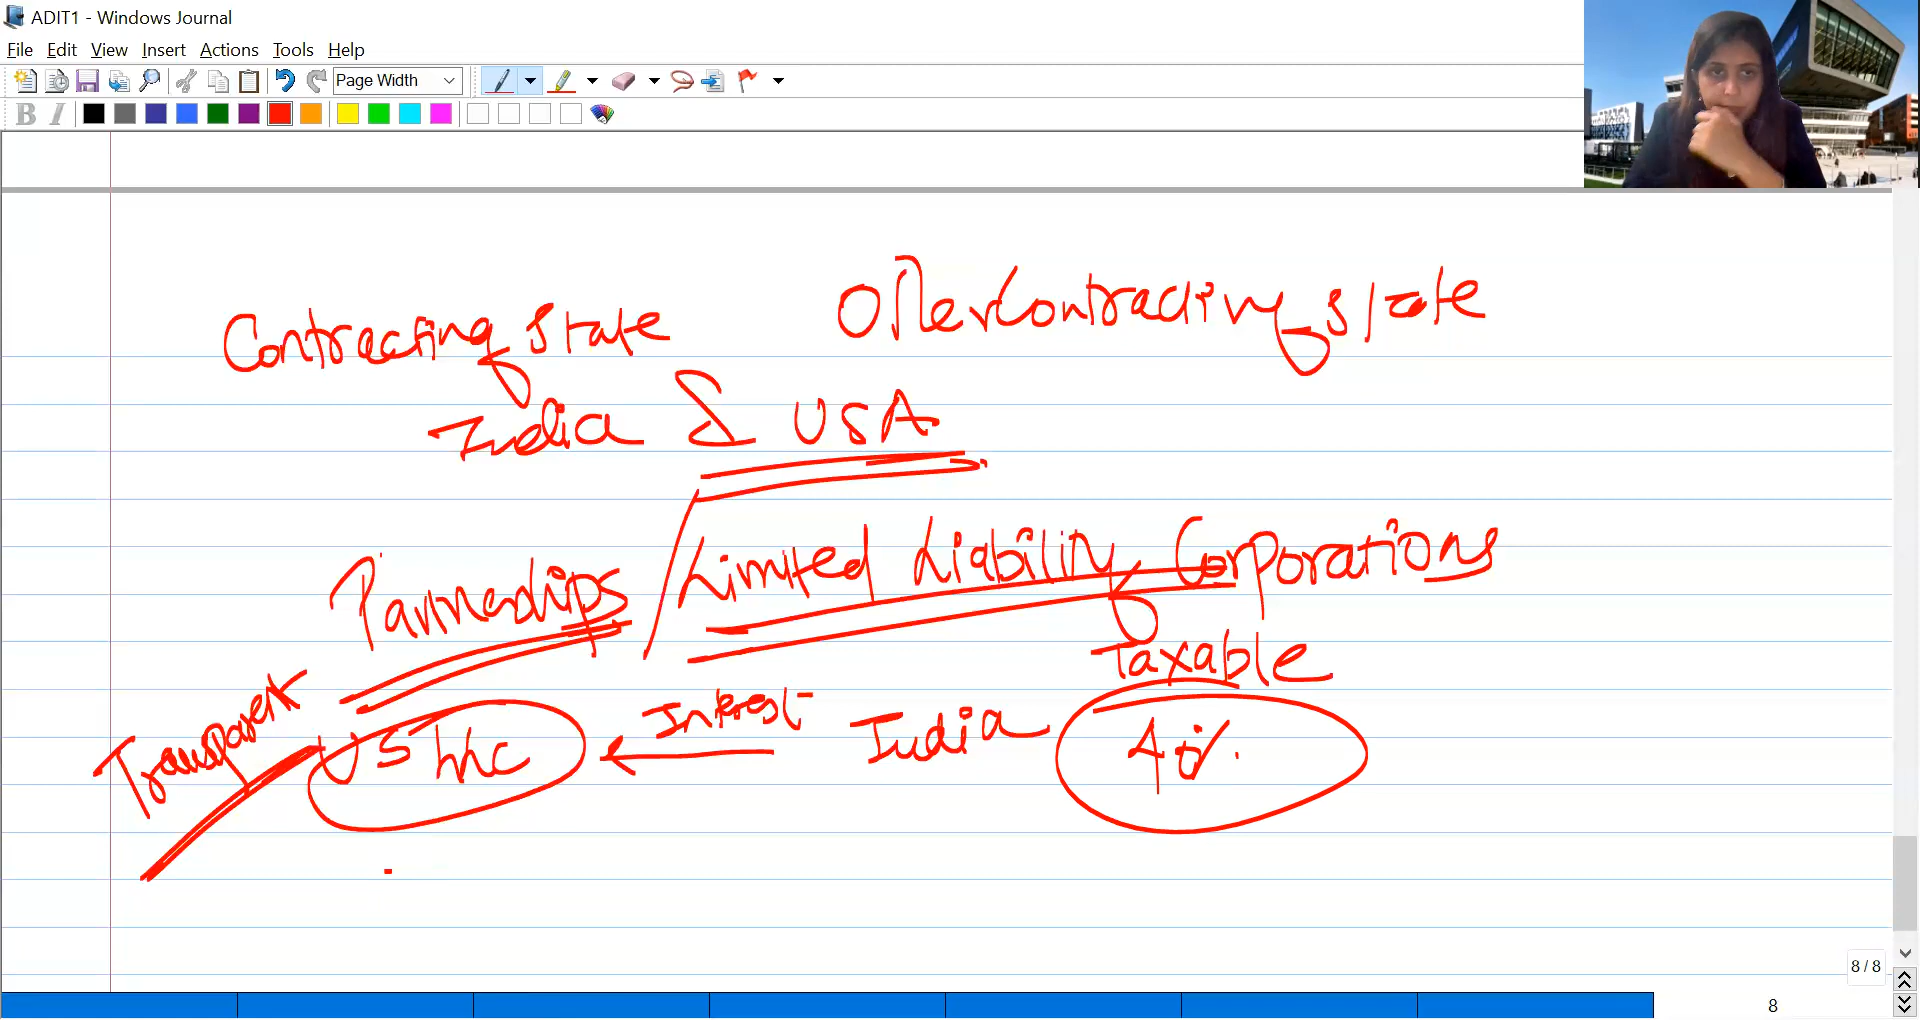 ADIT1 - Windows Journal
File Edit View Insert Actions Tools Help
Page Width
B I
Contracting State
Other Contracting State
India & USA
Partnerships / Limited Liability Corporations
Transparent
Taxable
US LLC
Interest
India
40%.
8 / 8
8